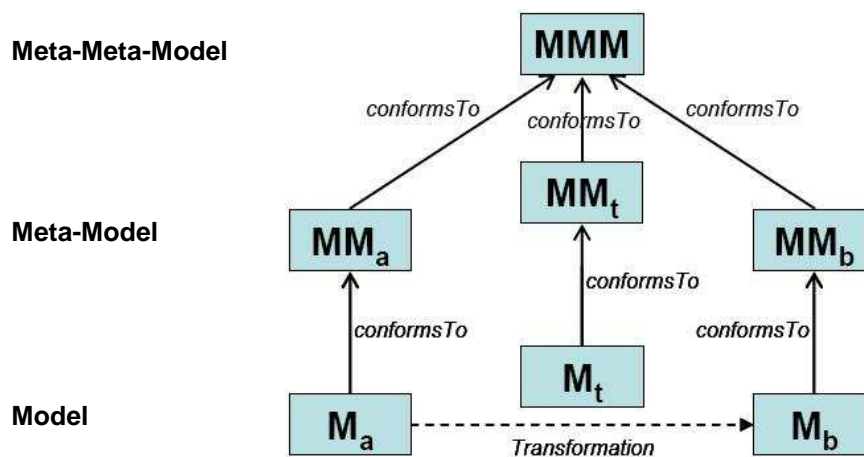 Meta-Meta-Model
MMM
conformsTo
conformsTo
conformsTo
MMt
Meta-Model
MMa
MMb
conformsTo
conformsTo
conformsTo
Mt
Model
Ma
Mb
Transformation